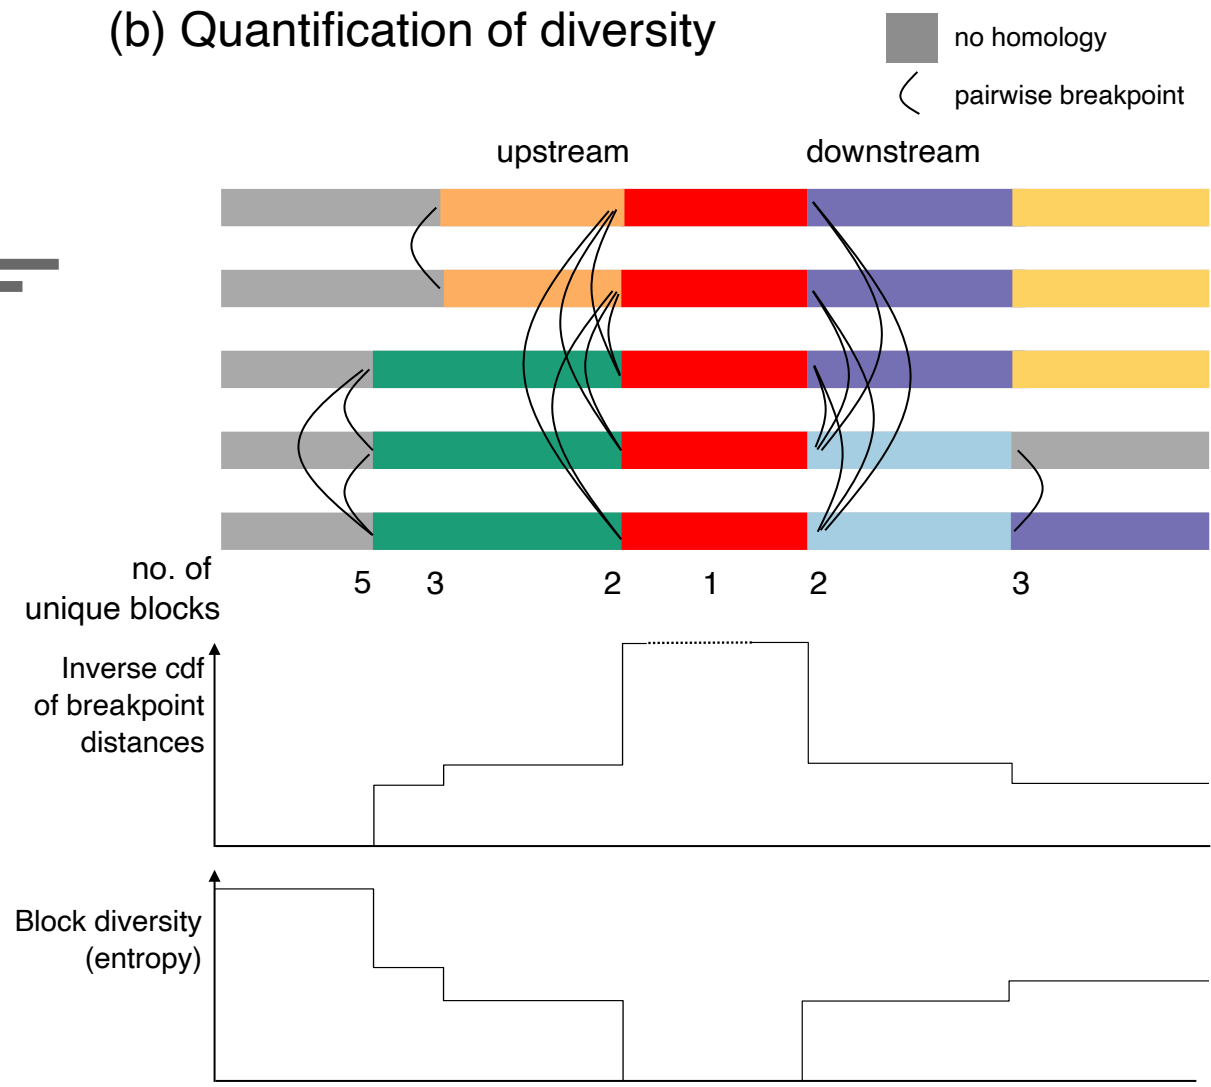 (b) Quantification of diversity
no homology
pairwise breakpoint
upstream
downstream
no. of
unique blocks
5 3 2 1 2 3
Inverse cdf
of breakpoint
distances
Block diversity
(entropy)